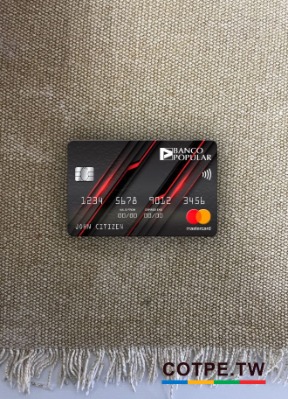 BANCO
POPULAR
1234 5678 9012 3456
00/00 00/00
JOHN CITIZEN
mastercard
COTPE.TW